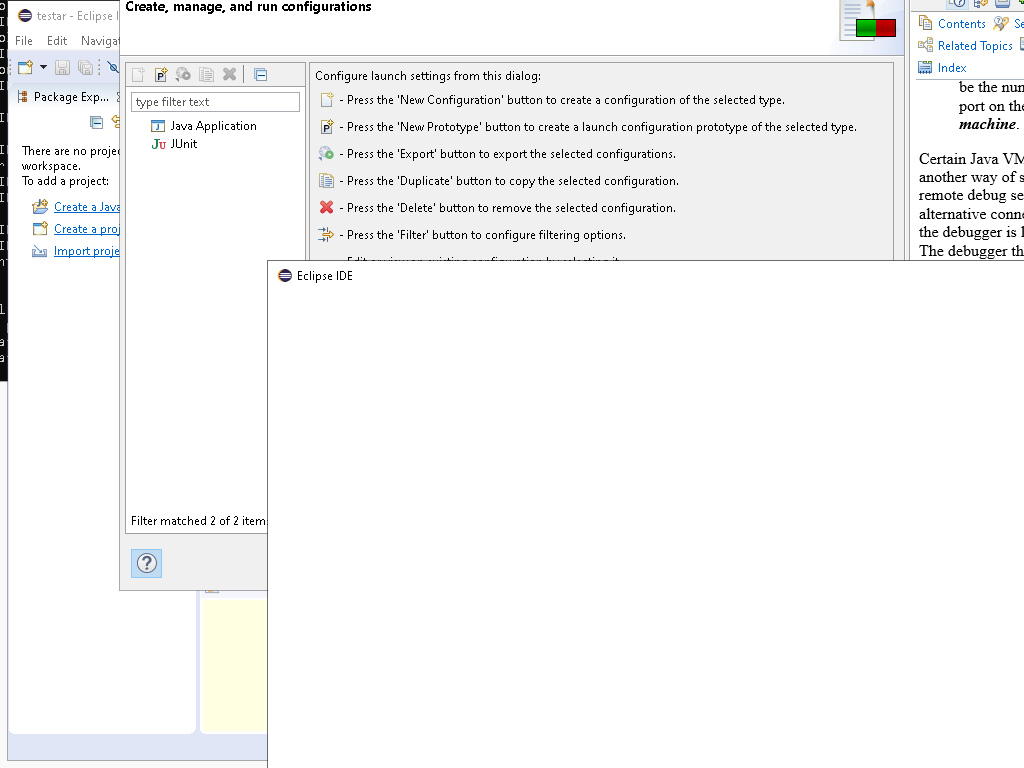 testar - Eclipse I
File Edit Navigat
Package Exp...
There are no projec
workspace.
To add a project:
Create a Java
Create a proj
Import proje
Create, manage, and run configurations
type filter text
Java Application
JUnit
Filter matched 2 of 2 item
Configure launch settings from this dialog:
- Press the 'New Configuration' button to create a configuration of the selected type.
- Press the 'New Prototype' button to create a launch configuration prototype of the selected type.
- Press the 'Export' button to export the selected configurations.
- Press the 'Duplicate' button to copy the selected configuration.
- Press the 'Delete' button to remove the selected configuration.
- Press the 'Filter' button to configure filtering options.
Eclipse IDE
Contents Se
Related Topics
Index
be the num
port on the
machine.
Certain Java VM
another way of s
remote debug se
alternative conne
the debugger is l
The debugger th